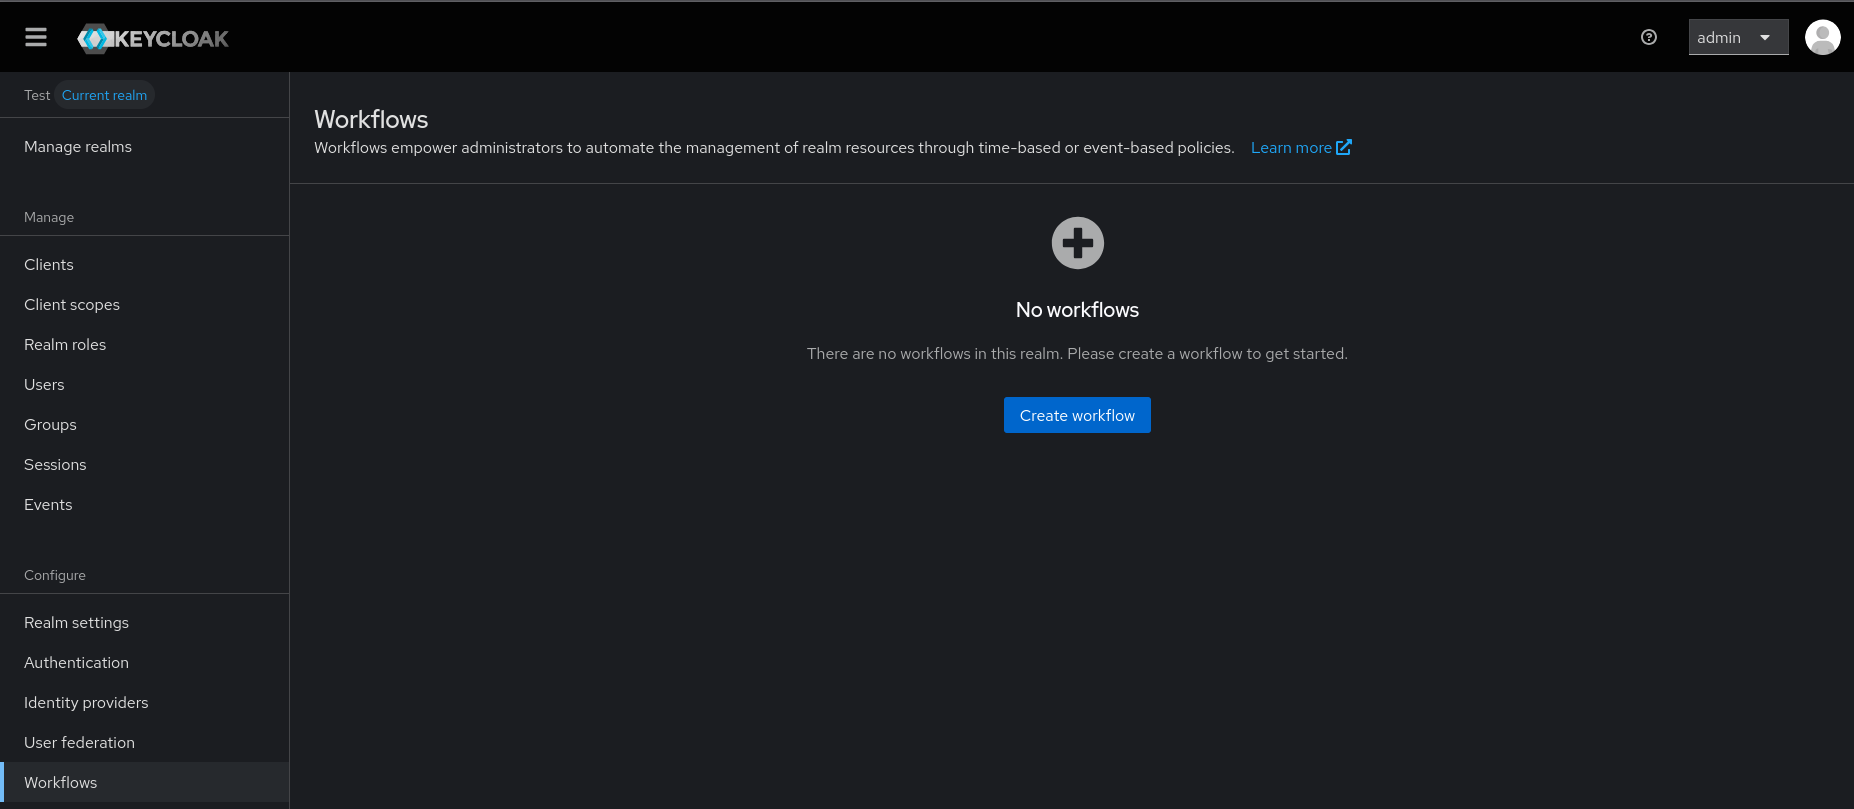 KEYCLOAK
admin
Test Current realm
Manage realms
Manage
Clients
Client scopes
Realm roles
Users
Groups
Sessions
Events
Configure
Realm settings
Authentication
Identity providers
User federation
Workflows
Workflows
Workflows empower administrators to automate the management of realm resources through time-based or event-based policies. Learn more
No workflows
There are no workflows in this realm. Please create a workflow to get started.
Create workflow